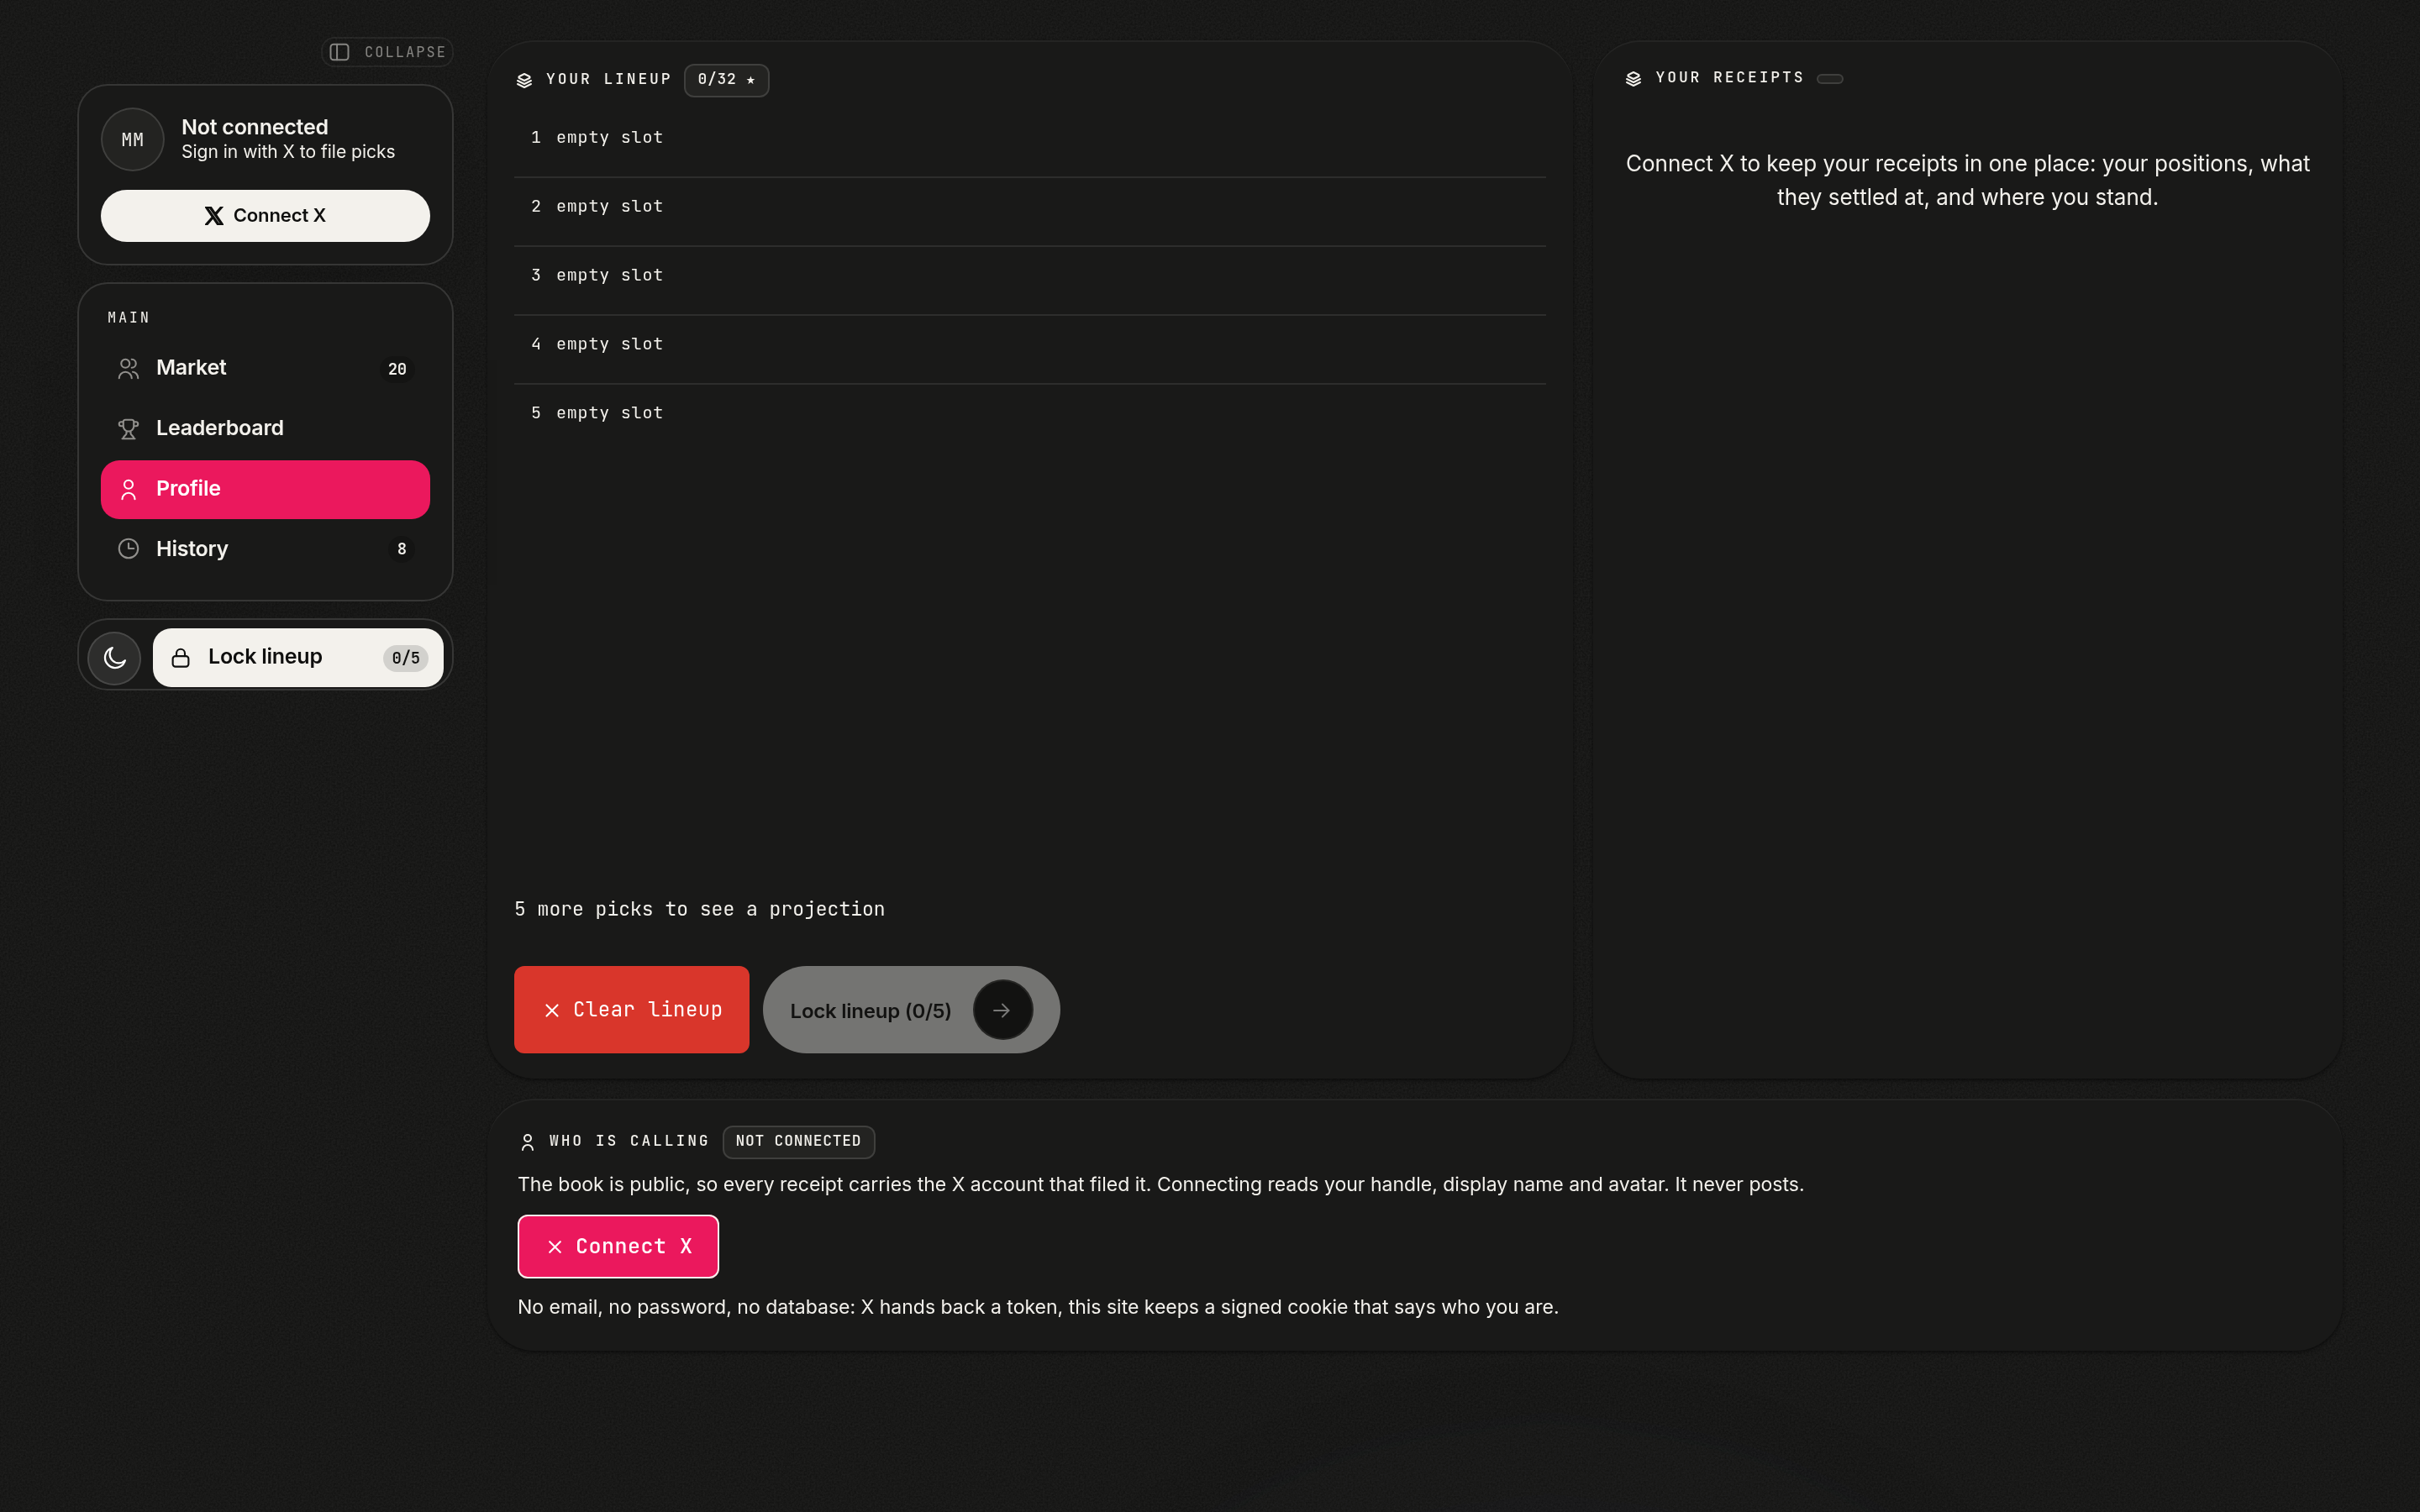 COLLAPSE
MM
Not connected
Sign in with X to file picks
Connect X
MAIN
Market 20
Leaderboard
Profile
History 8
Lock lineup 0/5
YOUR LINEUP 0/32 ★
1 empty slot
2 empty slot
3 empty slot
4 empty slot
5 empty slot
5 more picks to see a projection
Clear lineup
Lock lineup (0/5)
YOUR RECEIPTS
Connect X to keep your receipts in one place: your positions, what
they settled at, and where you stand.
WHO IS CALLING NOT CONNECTED
The book is public, so every receipt carries the X account that filed it. Connecting reads your handle, display name and avatar. It never posts.
Connect X
No email, no password, no database: X hands back a token, this site keeps a signed cookie that says who you are.